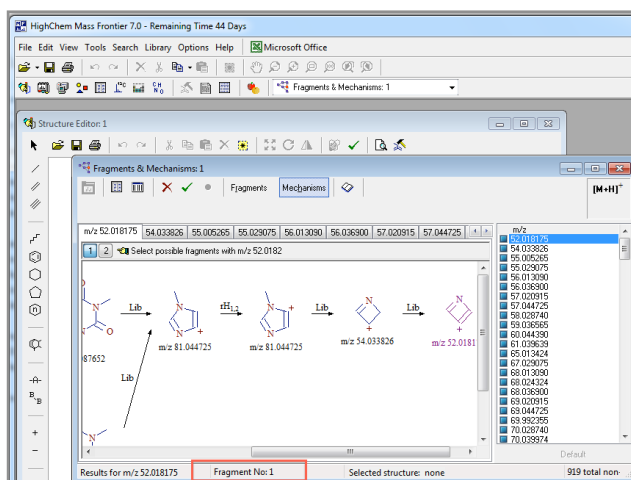 HighChem Mass Frontier 7.0 - Remaining Time 44 Days
File Edit View Tools Search Library Options Help Microsoft Office
Fragments & Mechanisms: 1
Structure Editor: 1
Fragments & Mechanisms: 1
Fragments Mechanisms
[M+H]+
m/z 52.018175 54.033826 55.005265 55.029075 56.013090 56.036900 57.020915 57.044725
1 2 Select possible fragments with m/z 52.0182
m/z
52.018175
54.033826
55.005265
55.029075
56.013090
56.036900
57.020915
57.044725
58.028740
59.036565
60.044390
61.039639
65.013424
67.029075
68.013090
68.024324
68.036900
69.020915
69.044725
69.992355
70.028740
70.039974
N O
Lib
N N +
m/z 81.044725
rH1,2
N N +
m/z 81.044725
Lib
N +
m/z 54.033826
Lib
N +
m/z 52.0181
087652
Lib
N
-A-
B~B
+
-
Default
Results for m/z 52.018175 Fragment No: 1 Selected structure: none 919 total non-